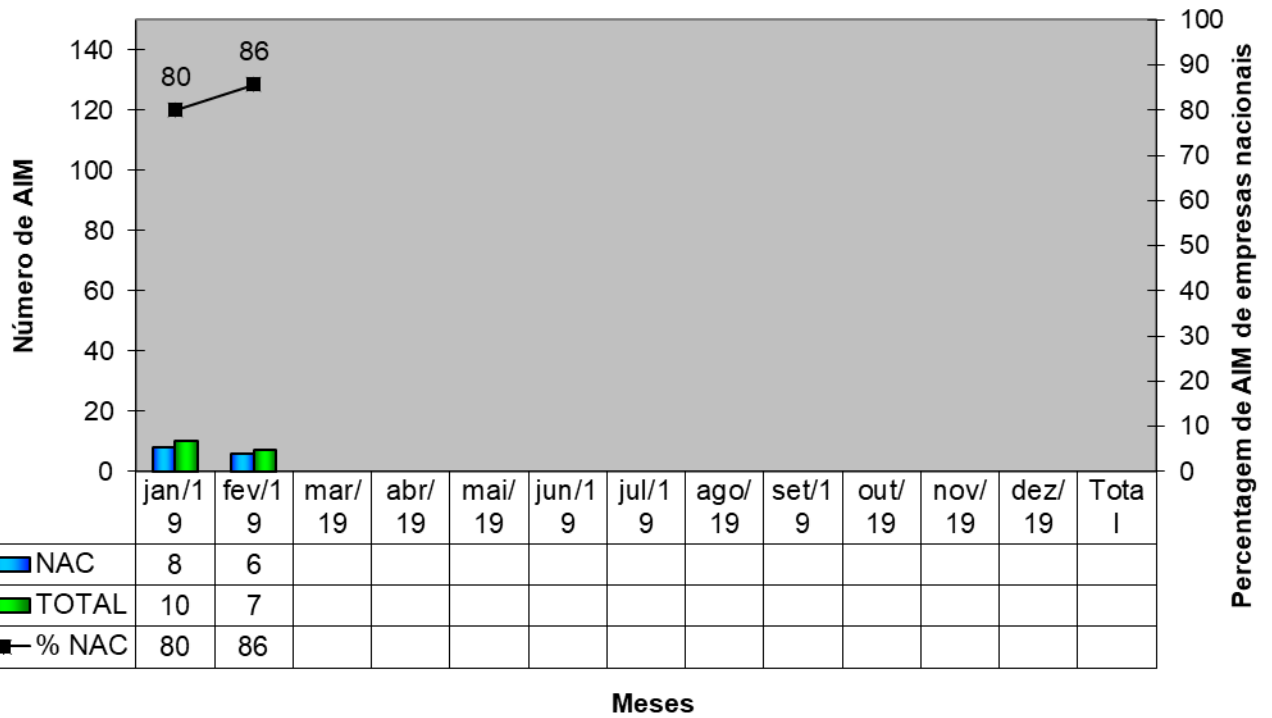 Número de AIM
140
120
100
80
60
40
20
0
80
86
100
90
80
70
60
50
40
30
20
10
0
Percentagem de AIM de empresas nacionais
jan/1 fev/1 mar/ abr/ mai/ jun/1 jul/1 ago/ set/1 out/ nov/ dez/ Tota
9 9 19 19 19 9 9 19 9 19 19 19 l
NAC 8 6
TOTAL 10 7
% NAC 80 86
Meses